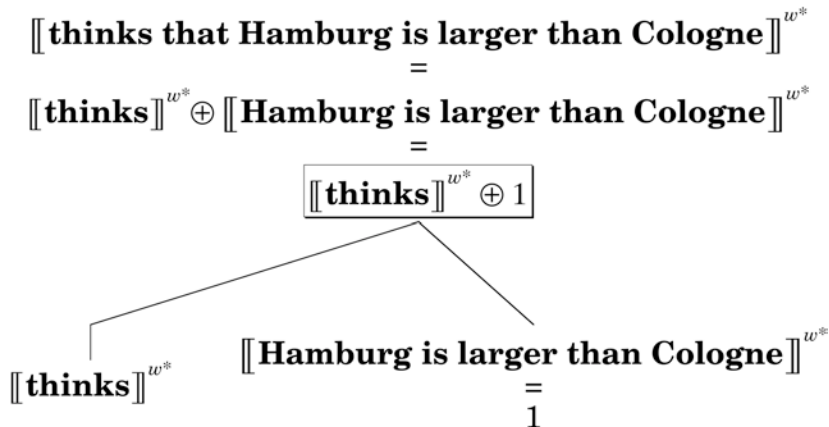 ⟦thinks that Hamburg is larger than Cologne⟧^w*
=
⟦thinks⟧^w* ⊕ ⟦Hamburg is larger than Cologne⟧^w*
=
⟦thinks⟧^w* ⊕ 1
⟦Hamburg is larger than Cologne⟧^w*
⟦thinks⟧^w*
=
1